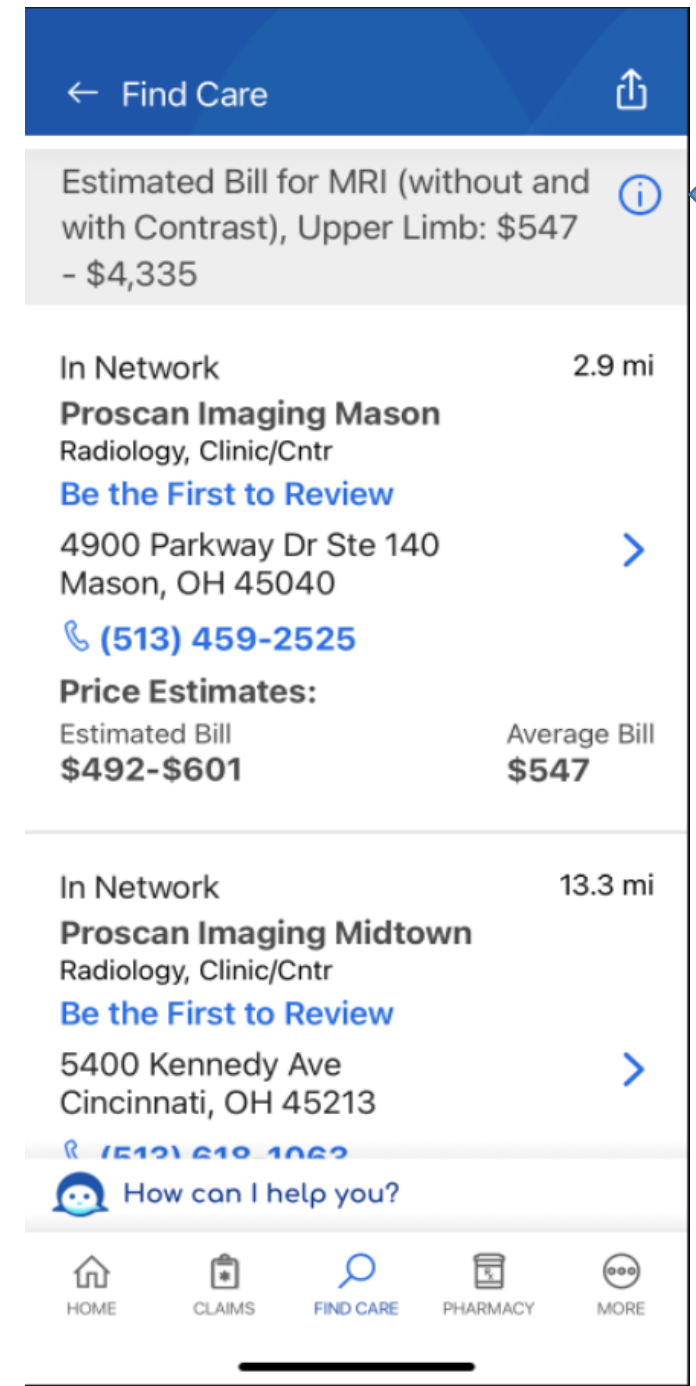 ← Find Care
Estimated Bill for MRI (without and
with Contrast), Upper Limb: $547
- $4,335
In Network 2.9 mi
Proscan Imaging Mason
Radiology, Clinic/Cntr
Be the First to Review
4900 Parkway Dr Ste 140
Mason, OH 45040
(513) 459-2525
Price Estimates:
Estimated Bill Average Bill
$492-$601 $547
In Network 13.3 mi
Proscan Imaging Midtown
Radiology, Clinic/Cntr
Be the First to Review
5400 Kennedy Ave
Cincinnati, OH 45213
(513) 618-1063
How can I help you?
HOME CLAIMS FIND CARE PHARMACY MORE